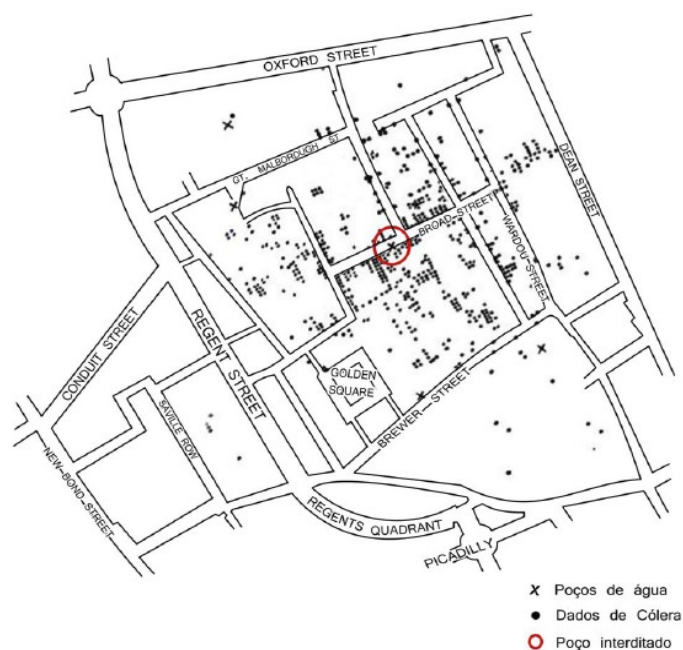 OXFORD STREET
GT. MALBOROUGH ST
DEAN STREET
BROAD STREET
WARDOU STREET
CONDUIT STREET
REGENT STREET
GOLDEN
SQUARE
SAVILLE ROW
BREWER STREET
NEW BOND STREET
REGENTS QUADRANT
PICADILLY
x Poços de água
Dados de Cólera
Poço interditado